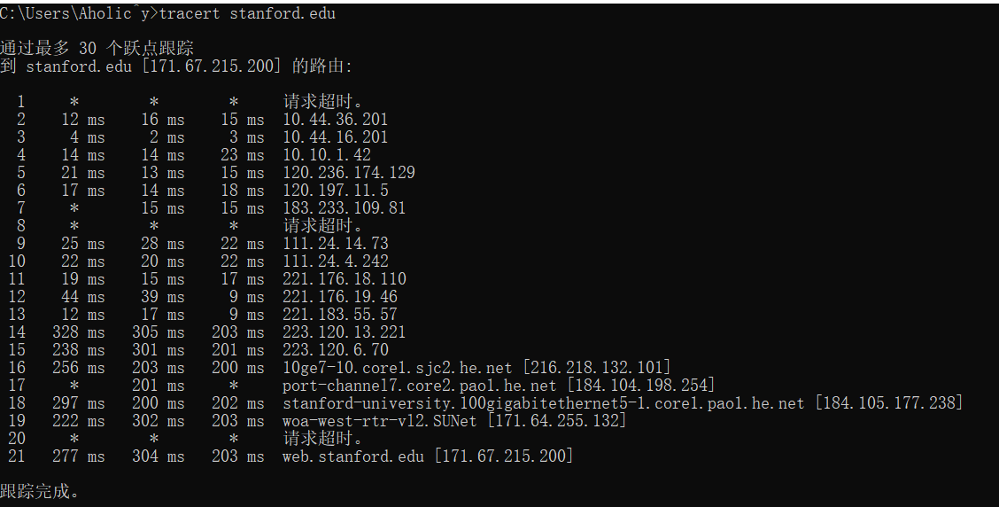 C:\Users\Aholic^y>tracert stanford.edu
通过最多 30 个跃点跟踪
到 stanford.edu [171.67.215.200] 的路由:
1 * * * 请求超时。
2 12 ms 16 ms 15 ms 10.44.36.201
3 4 ms 2 ms 3 ms 10.44.16.201
4 14 ms 14 ms 23 ms 10.10.1.42
5 21 ms 13 ms 15 ms 120.236.174.129
6 17 ms 14 ms 18 ms 120.197.11.5
7 * 15 ms 15 ms 183.233.109.81
8 * * * 请求超时。
9 25 ms 28 ms 22 ms 111.24.14.73
10 22 ms 20 ms 22 ms 111.24.4.242
11 19 ms 15 ms 17 ms 221.176.18.110
12 44 ms 39 ms 9 ms 221.176.19.46
13 12 ms 17 ms 9 ms 221.183.55.57
14 328 ms 305 ms 203 ms 223.120.13.221
15 238 ms 301 ms 201 ms 223.120.6.70
16 256 ms 203 ms 200 ms 10ge7-10.core1.sjc2.he.net [216.218.132.101]
17 * 201 ms * port-channel7.core2.pao1.he.net [184.104.198.254]
18 297 ms 200 ms 202 ms stanford-university.100gigabitethernet5-1.core1.pao1.he.net [184.105.177.238]
19 222 ms 302 ms 203 ms woa-west-rtr-vl2.SUNet [171.64.255.132]
20 * * * 请求超时。
21 277 ms 304 ms 203 ms web.stanford.edu [171.67.215.200]
跟踪完成。